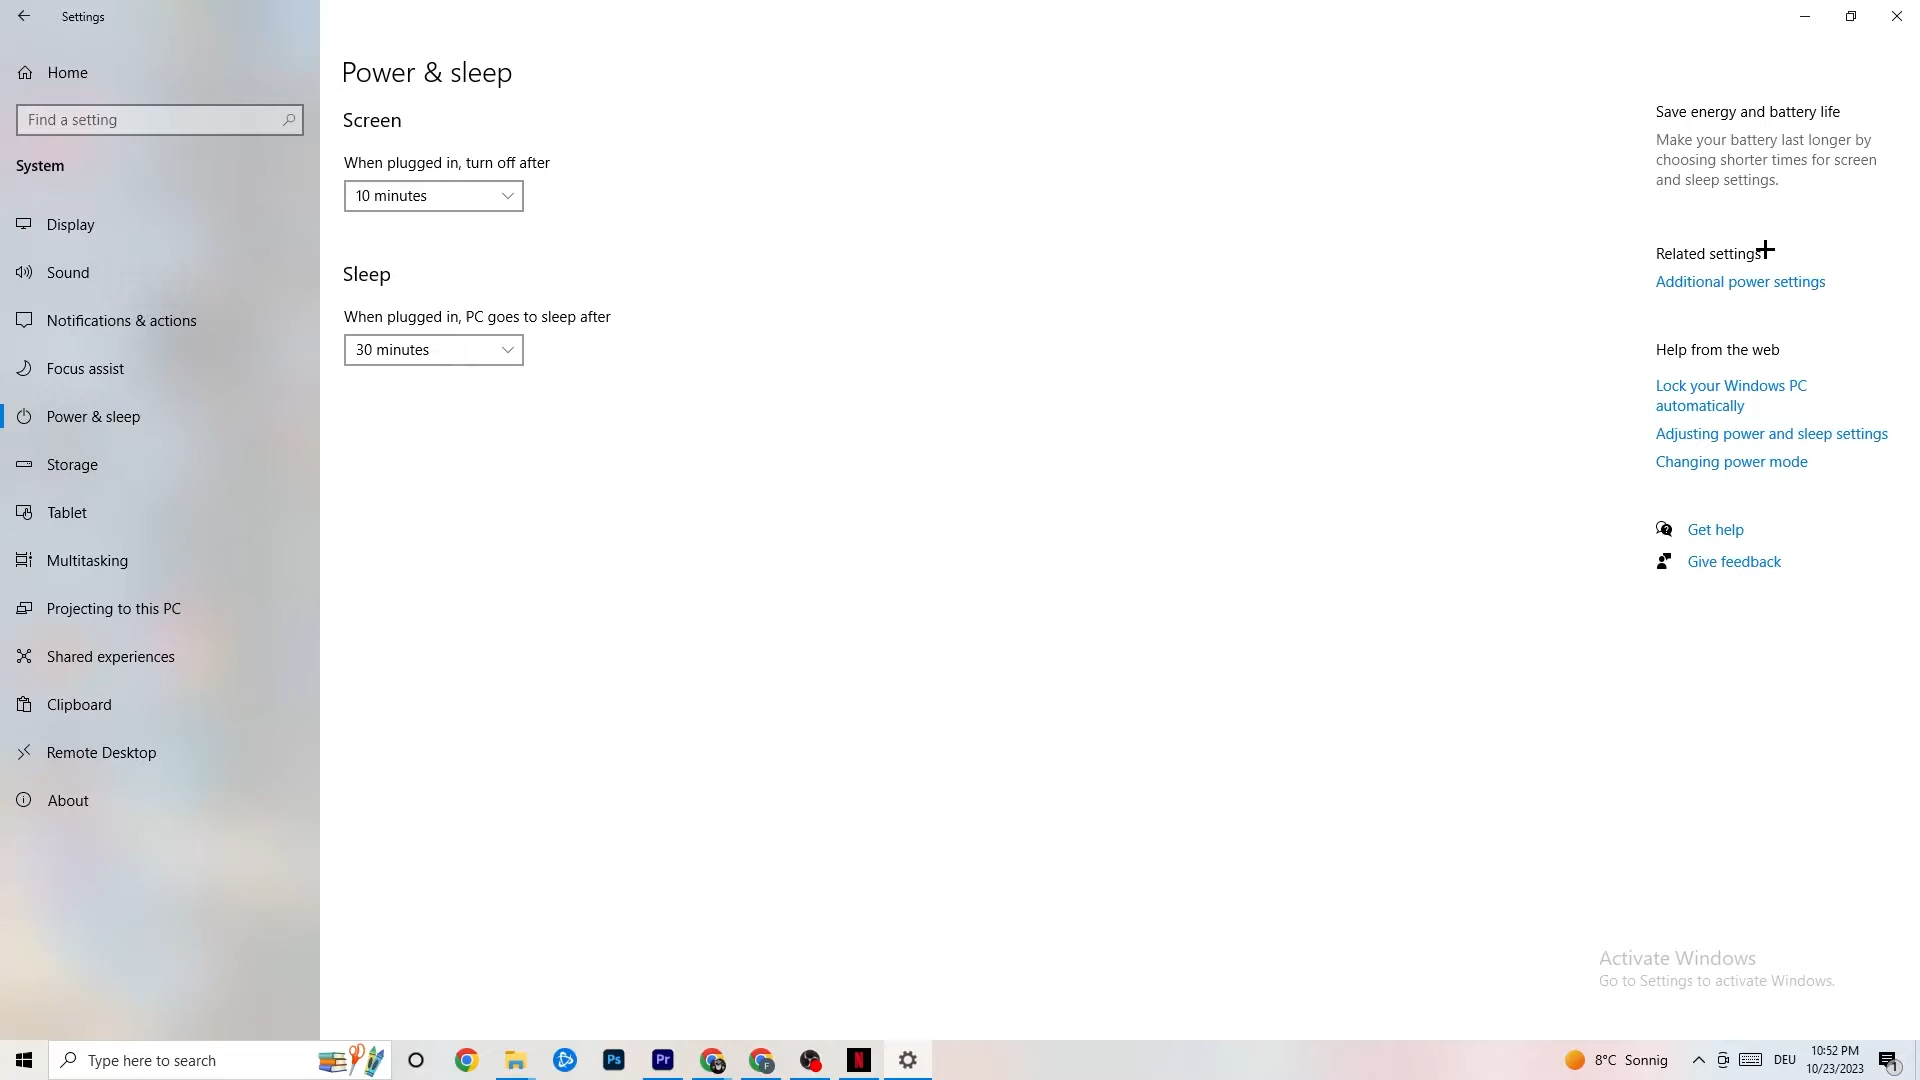 Settings
Home
Find a setting
System
Display
Sound
Notifications & actions
Focus assist
Power & sleep
Storage
Tablet
Multitasking
Projecting to this PC
Shared experiences
Clipboard
Remote Desktop
About
Power & sleep
Screen
When plugged in, turn off after
10 minutes
Sleep
When plugged in, PC goes to sleep after
30 minutes
Save energy and battery life
Make your battery last longer by
choosing shorter times for screen
and sleep settings.
Related settings
Additional power settings
Help from the web
Lock your Windows PC
automatically
Adjusting power and sleep settings
Changing power mode
Get help
Give feedback
Activate Windows
Go to Settings to activate Windows.
Type here to search
Ps
Pr
F
N
8°C Sonnig
DEU
10:52 PM
10/23/2023
1